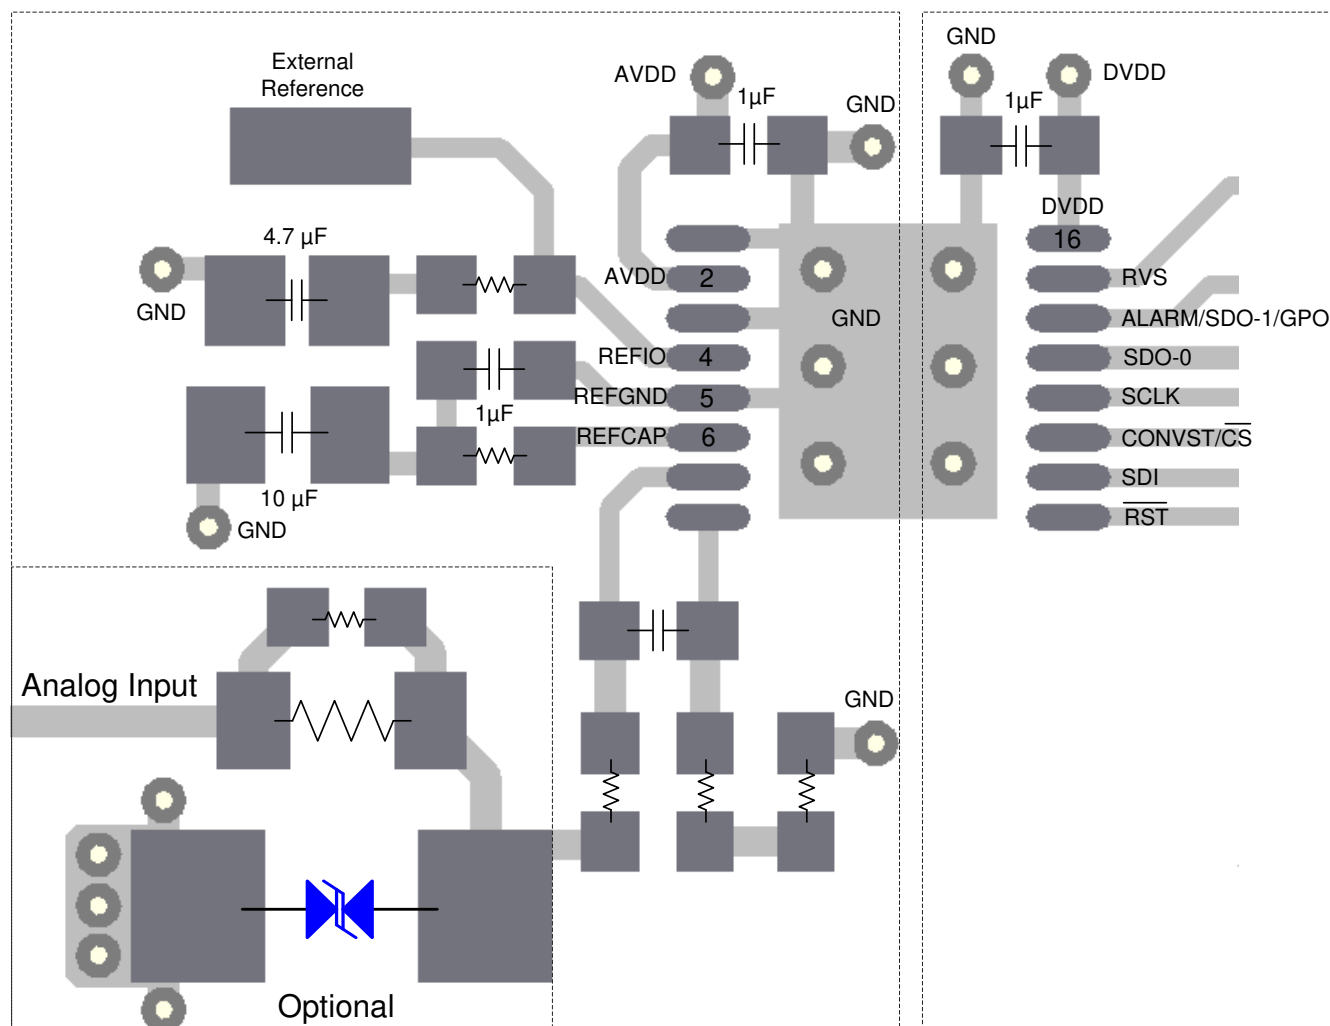 External
Reference
AVDD
1µF
GND
GND
1µF
DVDD
4.7 µF
GND
AVDD
2
REFIO
4
REFGND
5
REFCAP
6
1µF
10 µF
GND
GND
DVDD
16
RVS
ALARM/SDO-1/GPO
SDO-0
SCLK
CONVST/CS
SDI
RST
Analog Input
GND
Optional